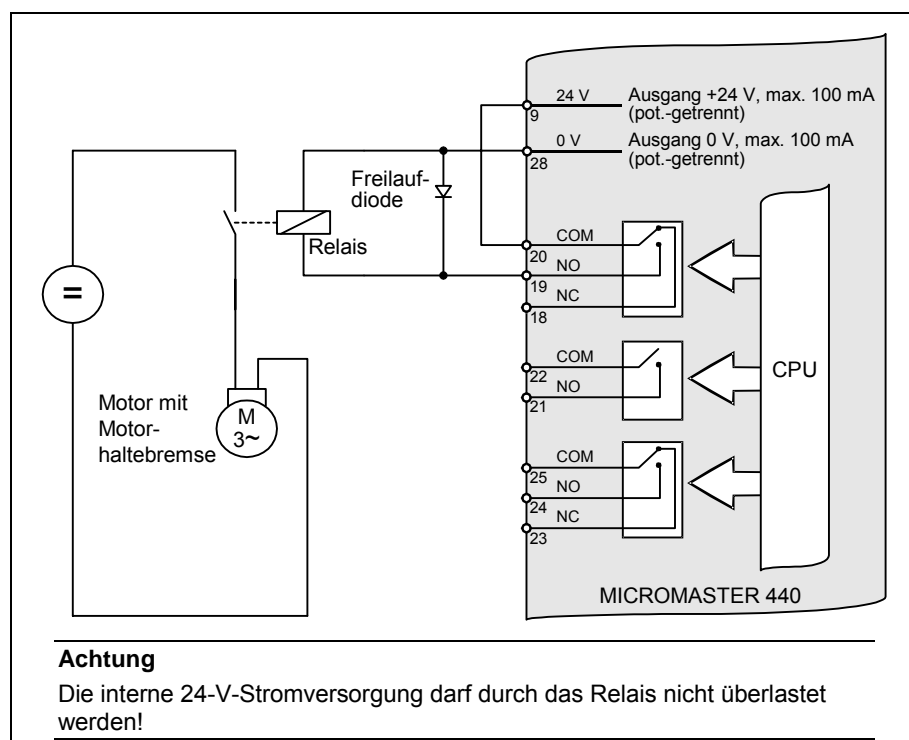 24 V
Ausgang +24 V, max. 100 mA
(pot.-getrennt)
9
0 V
Ausgang 0 V, max. 100 mA
(pot.-getrennt)
28
Freilauf-
diode
Relais
COM
20
NO
19
NC
18
=
COM
22
NO
21
CPU
Motor mit
Motor-
haltebremse
M
3~
COM
25
NO
24
NC
23
MICROMASTER 440
Achtung
Die interne 24-V-Stromversorgung darf durch das Relais nicht überlastet
werden!